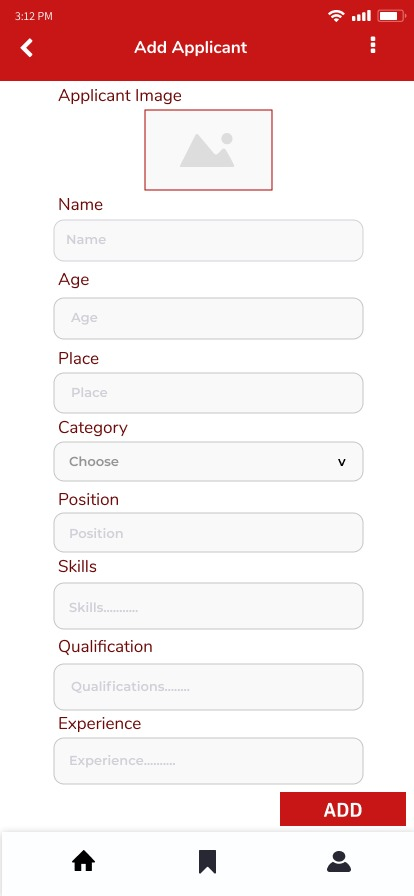 3:12 PM
Add Applicant
Applicant Image
Name
Name
Age
Age
Place
Place
Category
Choose v
Position
Position
Skills
Skills...........
Qualification
Qualifications........
Experience
Experience..........
ADD